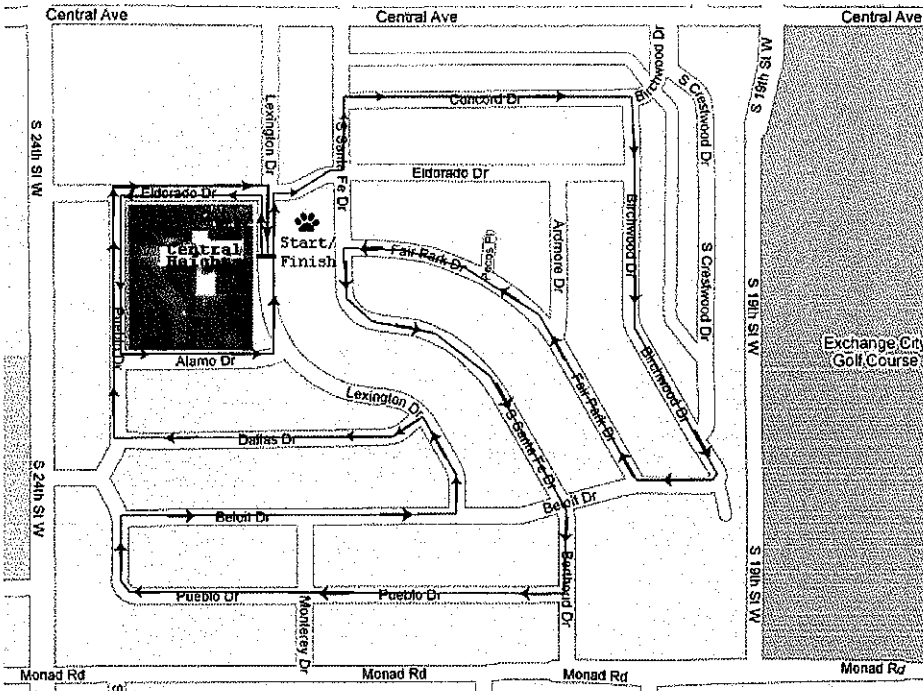 Central Ave
Central Ave
Central Ave
Birchwood Dr
S 19th St W
S Crestwood Dr
Concord Dr
Birchwood Dr
Lexington Dr
S Santa Fe Dr
S 24th St W
Eldorado Dr
Eldorado Dr
Ardmore Dr
Birchwood Dr
S Crestwood Dr
Start/
Finish
Central
Heights
Fair Park Dr
Pecos Pl
S 19th St W
Pueblo Dr
Alamo Dr
Exchange City
Golf Course
Birchwood Dr
Lexington Dr
Fair Park Dr
S Santa Fe Dr
Dallas Dr
S 24th St W
Beloit Dr
Beloit Dr
S 19th St W
Pueblo Dr
Pueblo Dr
Monterey Dr
Monad Rd
Monad Rd
Monad Rd
Monad Rd